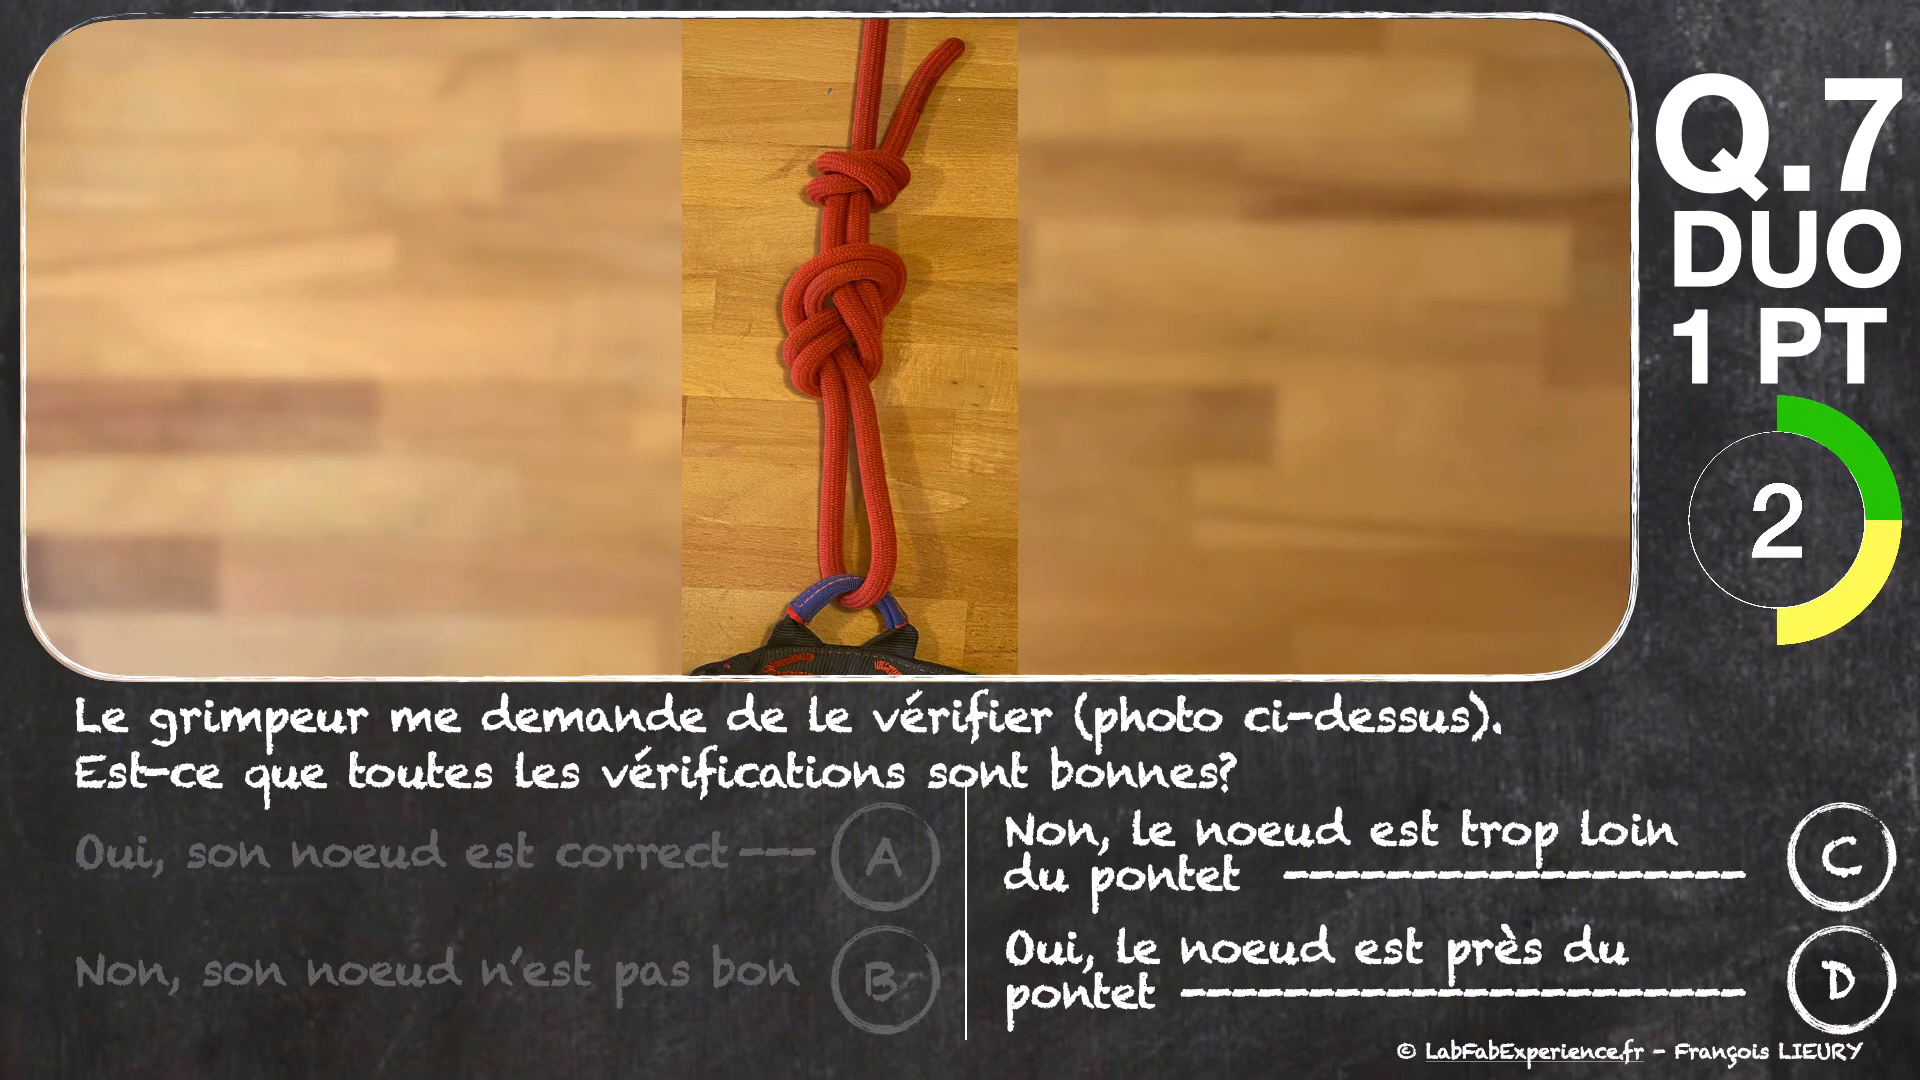 Q.7
DUO
1 PT
2
Le grimpeur me demande de le vérifier (photo ci-dessus).
Est-ce que toutes les vérifications sont bonnes?
Oui, son noeud est correct --- A
Non, son noeud n'est pas bon B
Non, le noeud est trop loin
du pontet ------------------ C
Oui, le noeud est près du
pontet ---------------------- D
© LabFabExperience.fr - François LIEURY